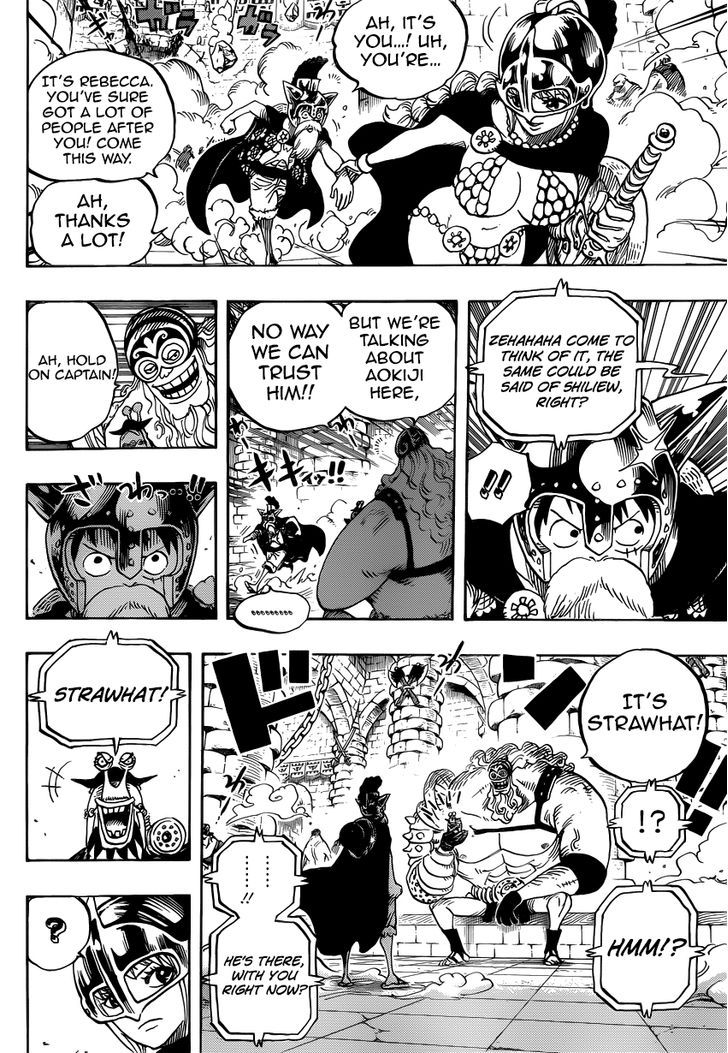 AH, IT'S
YOU...! UH,
YOU'RE...
IT'S REBECCA.
YOU'VE SURE
GOT A LOT OF
PEOPLE AFTER
YOU! COME
THIS WAY.
AH,
THANKS
A LOT!
ZEHAHAHA COME TO
THINK OF IT, THE
SAME COULD BE
SAID OF SHILIEW,
RIGHT?
!!
BUT WE'RE
TALKING
ABOUT
AOKIJI
HERE,
NO WAY
WE CAN
TRUST
HIM!!
...........
AH, HOLD
ON CAPTAIN!
IT'S
STRAWHAT!
!?
HMM!?
...
!!
HE'S THERE,
WITH YOU
RIGHT NOW?
STRAWHAT!
?